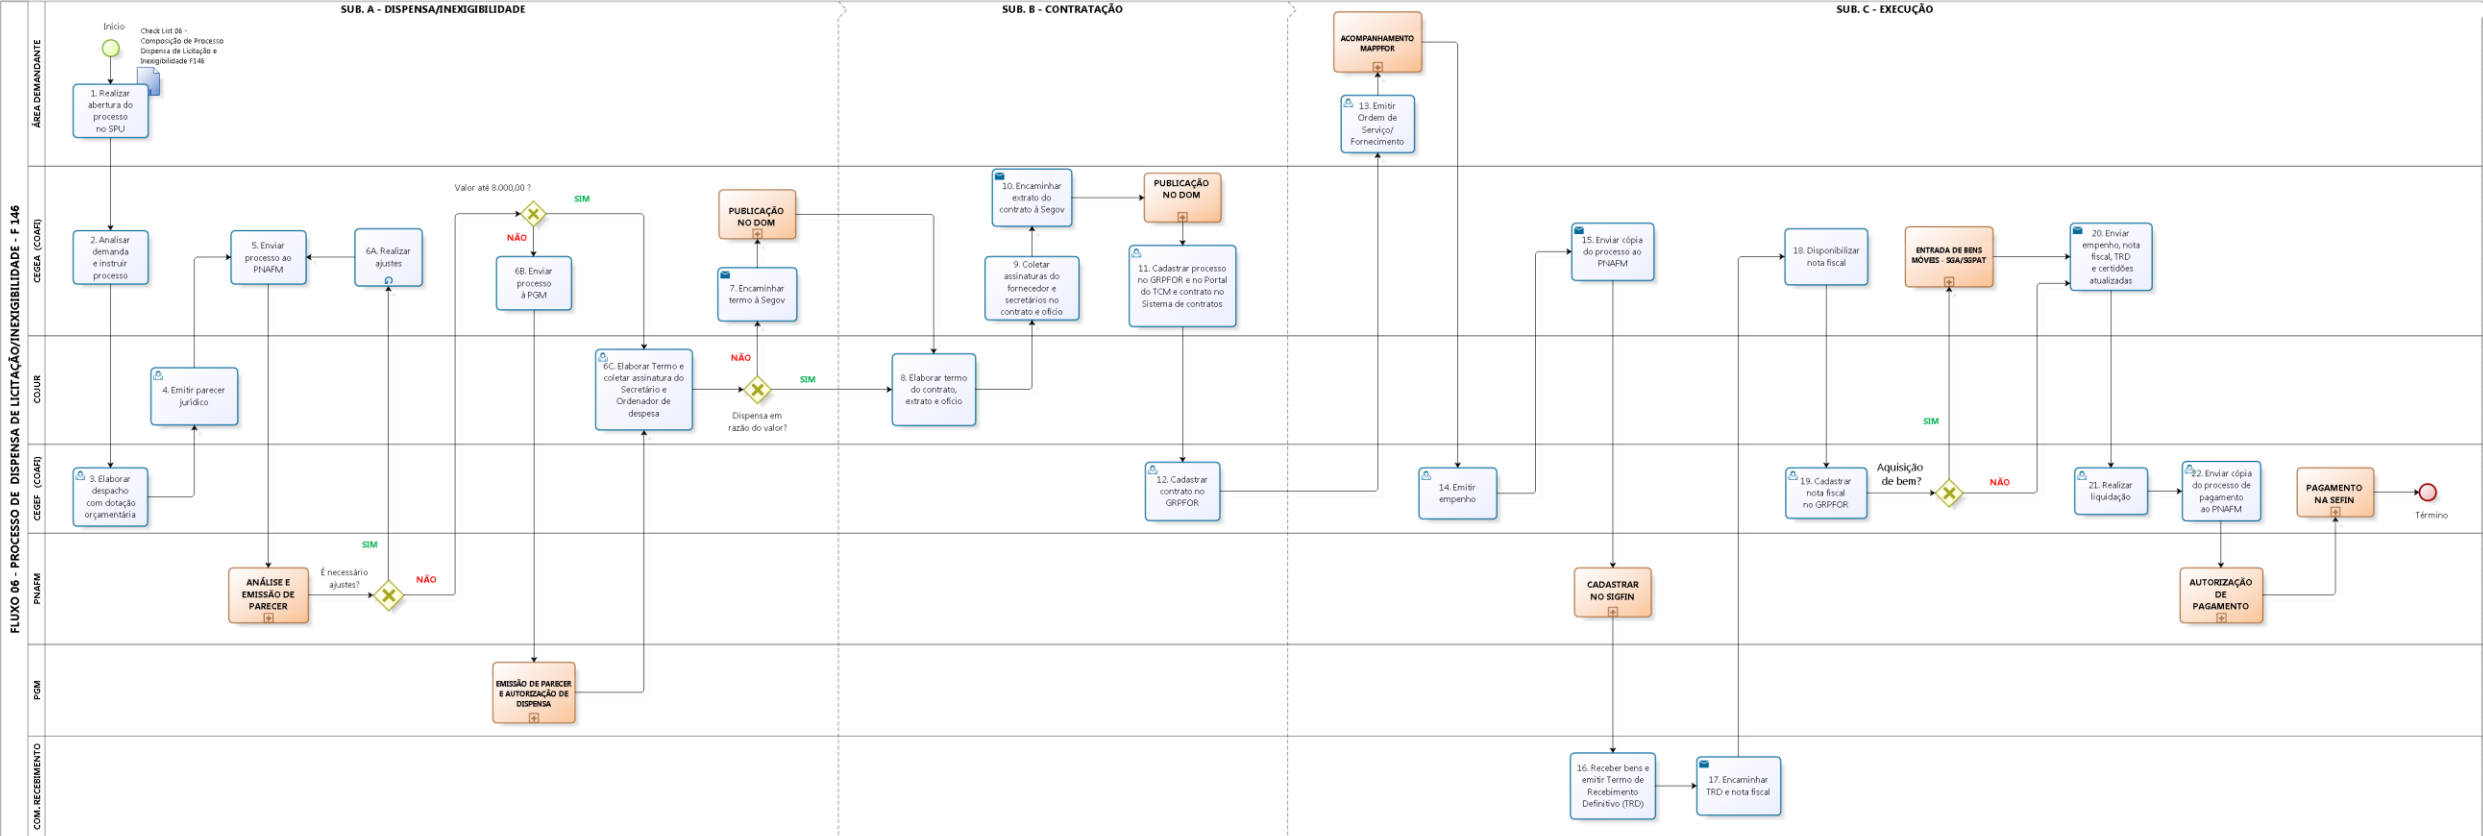 FLUXO 06 - PROCESSO DE DISPENSA DE LICITAÇÃO/INEXIGIBILIDADE - F 146
SUB. A - DISPENSA/INEXIGIBILIDADE
SUB. B - CONTRATAÇÃO
SUB. C - EXECUÇÃO
ÁREA DEMANDANTE
Início
Check List 06 -
Composição de Processo
Dispensa de Licitação e
Inexigibilidade F146
1. Realizar
abertura do
processo
no SPU
ACOMPANHAMENTO
MAPPFOR
13. Emitir
Ordem de
Serviço/
Fornecimento
CEGEA (COAFI)
2. Analisar
demanda
e instruir
processo
5. Enviar
processo ao
PNAFM
6A. Realizar
ajustes
Valor até 8.000,00 ?
SIM
NÃO
6B. Enviar
processo
à PGM
PUBLICAÇÃO
NO DOM
7. Encaminhar
termo à Segov
10. Encaminhar
extrato do
contrato à Segov
PUBLICAÇÃO
NO DOM
9. Coletar
assinaturas do
fornecedor e
secretários no
contrato e ofício
11. Cadastrar processo
no GRPFOR e no Portal
do TCM e contrato no
Sistema de contratos
15. Enviar cópia
do processo ao
PNAFM
18. Disponibilizar
nota fiscal
ENTRADA DE BENS
MÓVEIS - SGA/SGPAT
20. Enviar
empenho, nota
fiscal, TRD
e certidões
atualizadas
COJUR
4. Emitir parecer
jurídico
6C. Elaborar Termo e
coletar assinatura do
Secretário e
Ordenador de
despesa
NÃO
SIM
Dispensa em
razão do valor?
8. Elaborar termo
do contrato,
extrato e ofício
SIM
CEGEF (COAFI)
3. Elaborar
despacho
com dotação
orçamentária
12. Cadastrar
contrato no
GRPFOR
14. Emitir
empenho
19. Cadastrar
nota fiscal
no GRPFOR
Aquisição
de bem?
NÃO
21. Realizar
liquidação
22. Enviar cópia
do processo de
pagamento
ao PNAFM
PAGAMENTO
NA SEFIN
Término
PNAFM
SIM
ANÁLISE E
EMISSÃO DE
PARECER
É necessário
ajustes?
NÃO
CADASTRAR
NO SIGFIN
AUTORIZAÇÃO
DE
PAGAMENTO
PGM
EMISSÃO DE PARECER
E AUTORIZAÇÃO DE
DISPENSA
COM. RECEBIMENTO
16. Receber bens e
emitir Termo de
Recebimento
Definitivo (TRD)
17. Encaminhar
TRD e nota fiscal